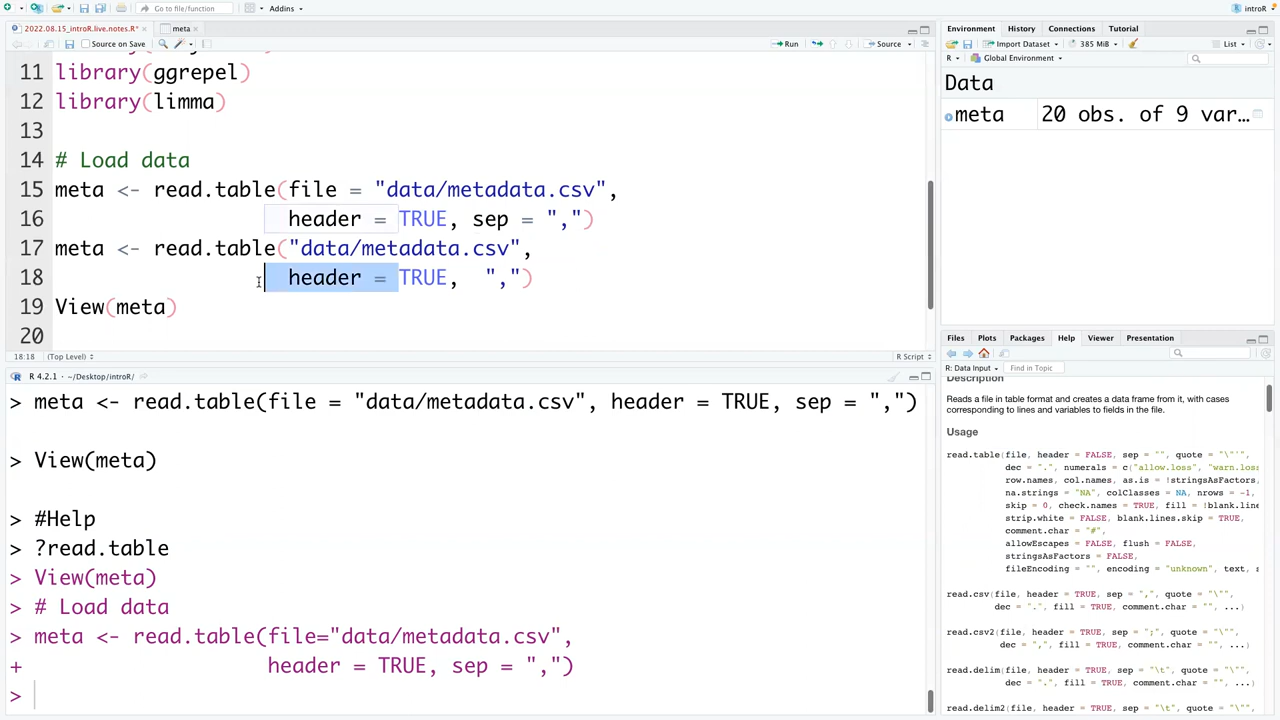 Go to file/function
Addins
introR
2022.08.15_introR.live.notes.R*
meta
Source on Save
Run
Source
11 library(ggrepel)
12 library(limma)
13
14 # Load data
15 meta <- read.table(file = "data/metadata.csv",
16 header = TRUE, sep = ",")
17 meta <- read.table("data/metadata.csv",
18 header = TRUE, ",")
19 View(meta)
20
18:18 (Top Level) R Script
R 4.2.1 · ~/Desktop/introR/
> meta <- read.table(file = "data/metadata.csv", header = TRUE, sep = ",")
> View(meta)
> #Help
> ?read.table
> View(meta)
> # Load data
> meta <- read.table(file="data/metadata.csv",
+ header = TRUE, sep = ",")
>
Environment History Connections Tutorial
Import Dataset 385 MiB List
R Global Environment
Data
meta 20 obs. of 9 var…
Files Plots Packages Help Viewer Presentation
R: Data Input Find in Topic
Description
Reads a file in table format and creates a data frame from it, with cases
corresponding to lines and variables to fields in the file.
Usage
read.table(file, header = FALSE, sep = "", quote = "\"'",
dec = ".", numerals = c("allow.loss", "warn.loss
row.names, col.names, as.is = !stringsAsFactors,
na.strings = "NA", colClasses = NA, nrows = -1,
skip = 0, check.names = TRUE, fill = !blank.line
strip.white = FALSE, blank.lines.skip = TRUE,
comment.char = "#",
allowEscapes = FALSE, flush = FALSE,
stringsAsFactors = FALSE,
fileEncoding = "", encoding = "unknown", text, s
read.csv(file, header = TRUE, sep = ",", quote = "\"",
dec = ".", fill = TRUE, comment.char = "", ...)
read.csv2(file, header = TRUE, sep = ";", quote = "\"",
dec = ",", fill = TRUE, comment.char = "", ...)
read.delim(file, header = TRUE, sep = "\t", quote = "\"",
dec = ".", fill = TRUE, comment.char = "", ...)
read.delim2(file, header = TRUE, sep = "\t", quote = "\"",